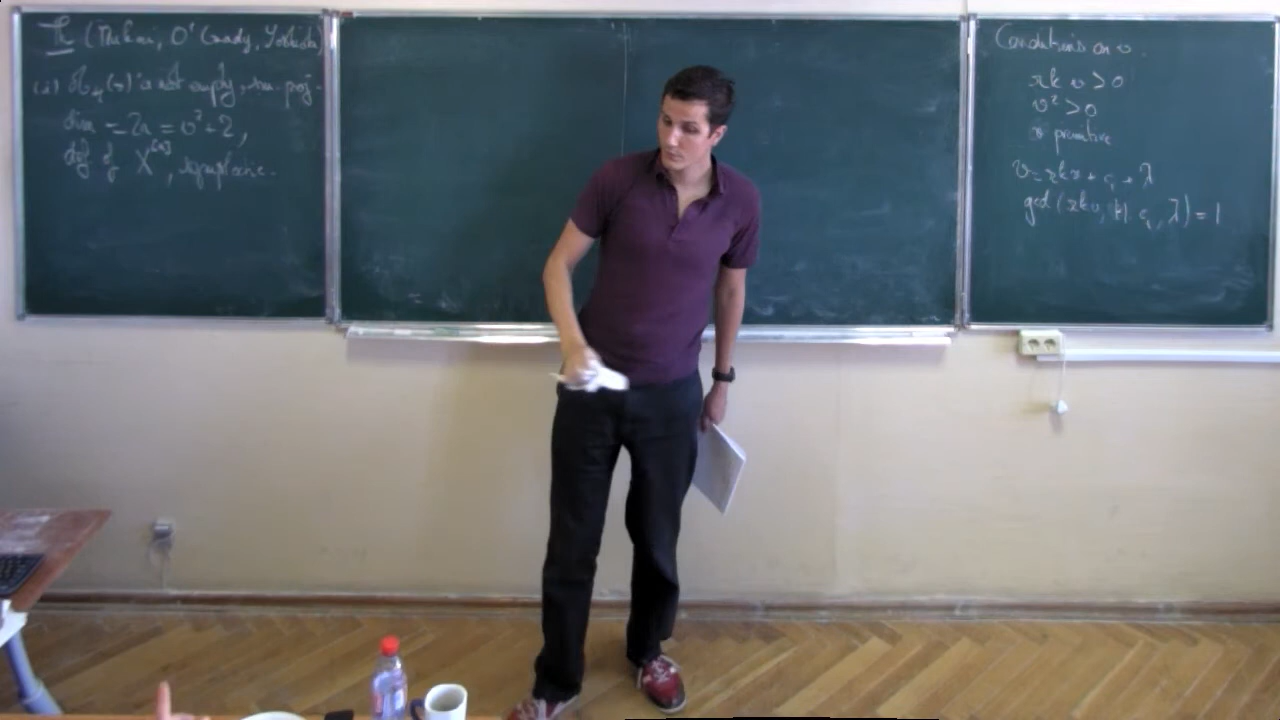 Th (Mukai, O'Grady, Yoshioka)
(i) M_H(v) is not empty, sm. proj.
dim = 2n = v² + 2,
def of X^[n], symplectic.
Conditions on v.
rk v > 0
v² > 0
v primitive
v = rk v + c₁ + λ
gcd(rk v, H c₁, λ) = 1